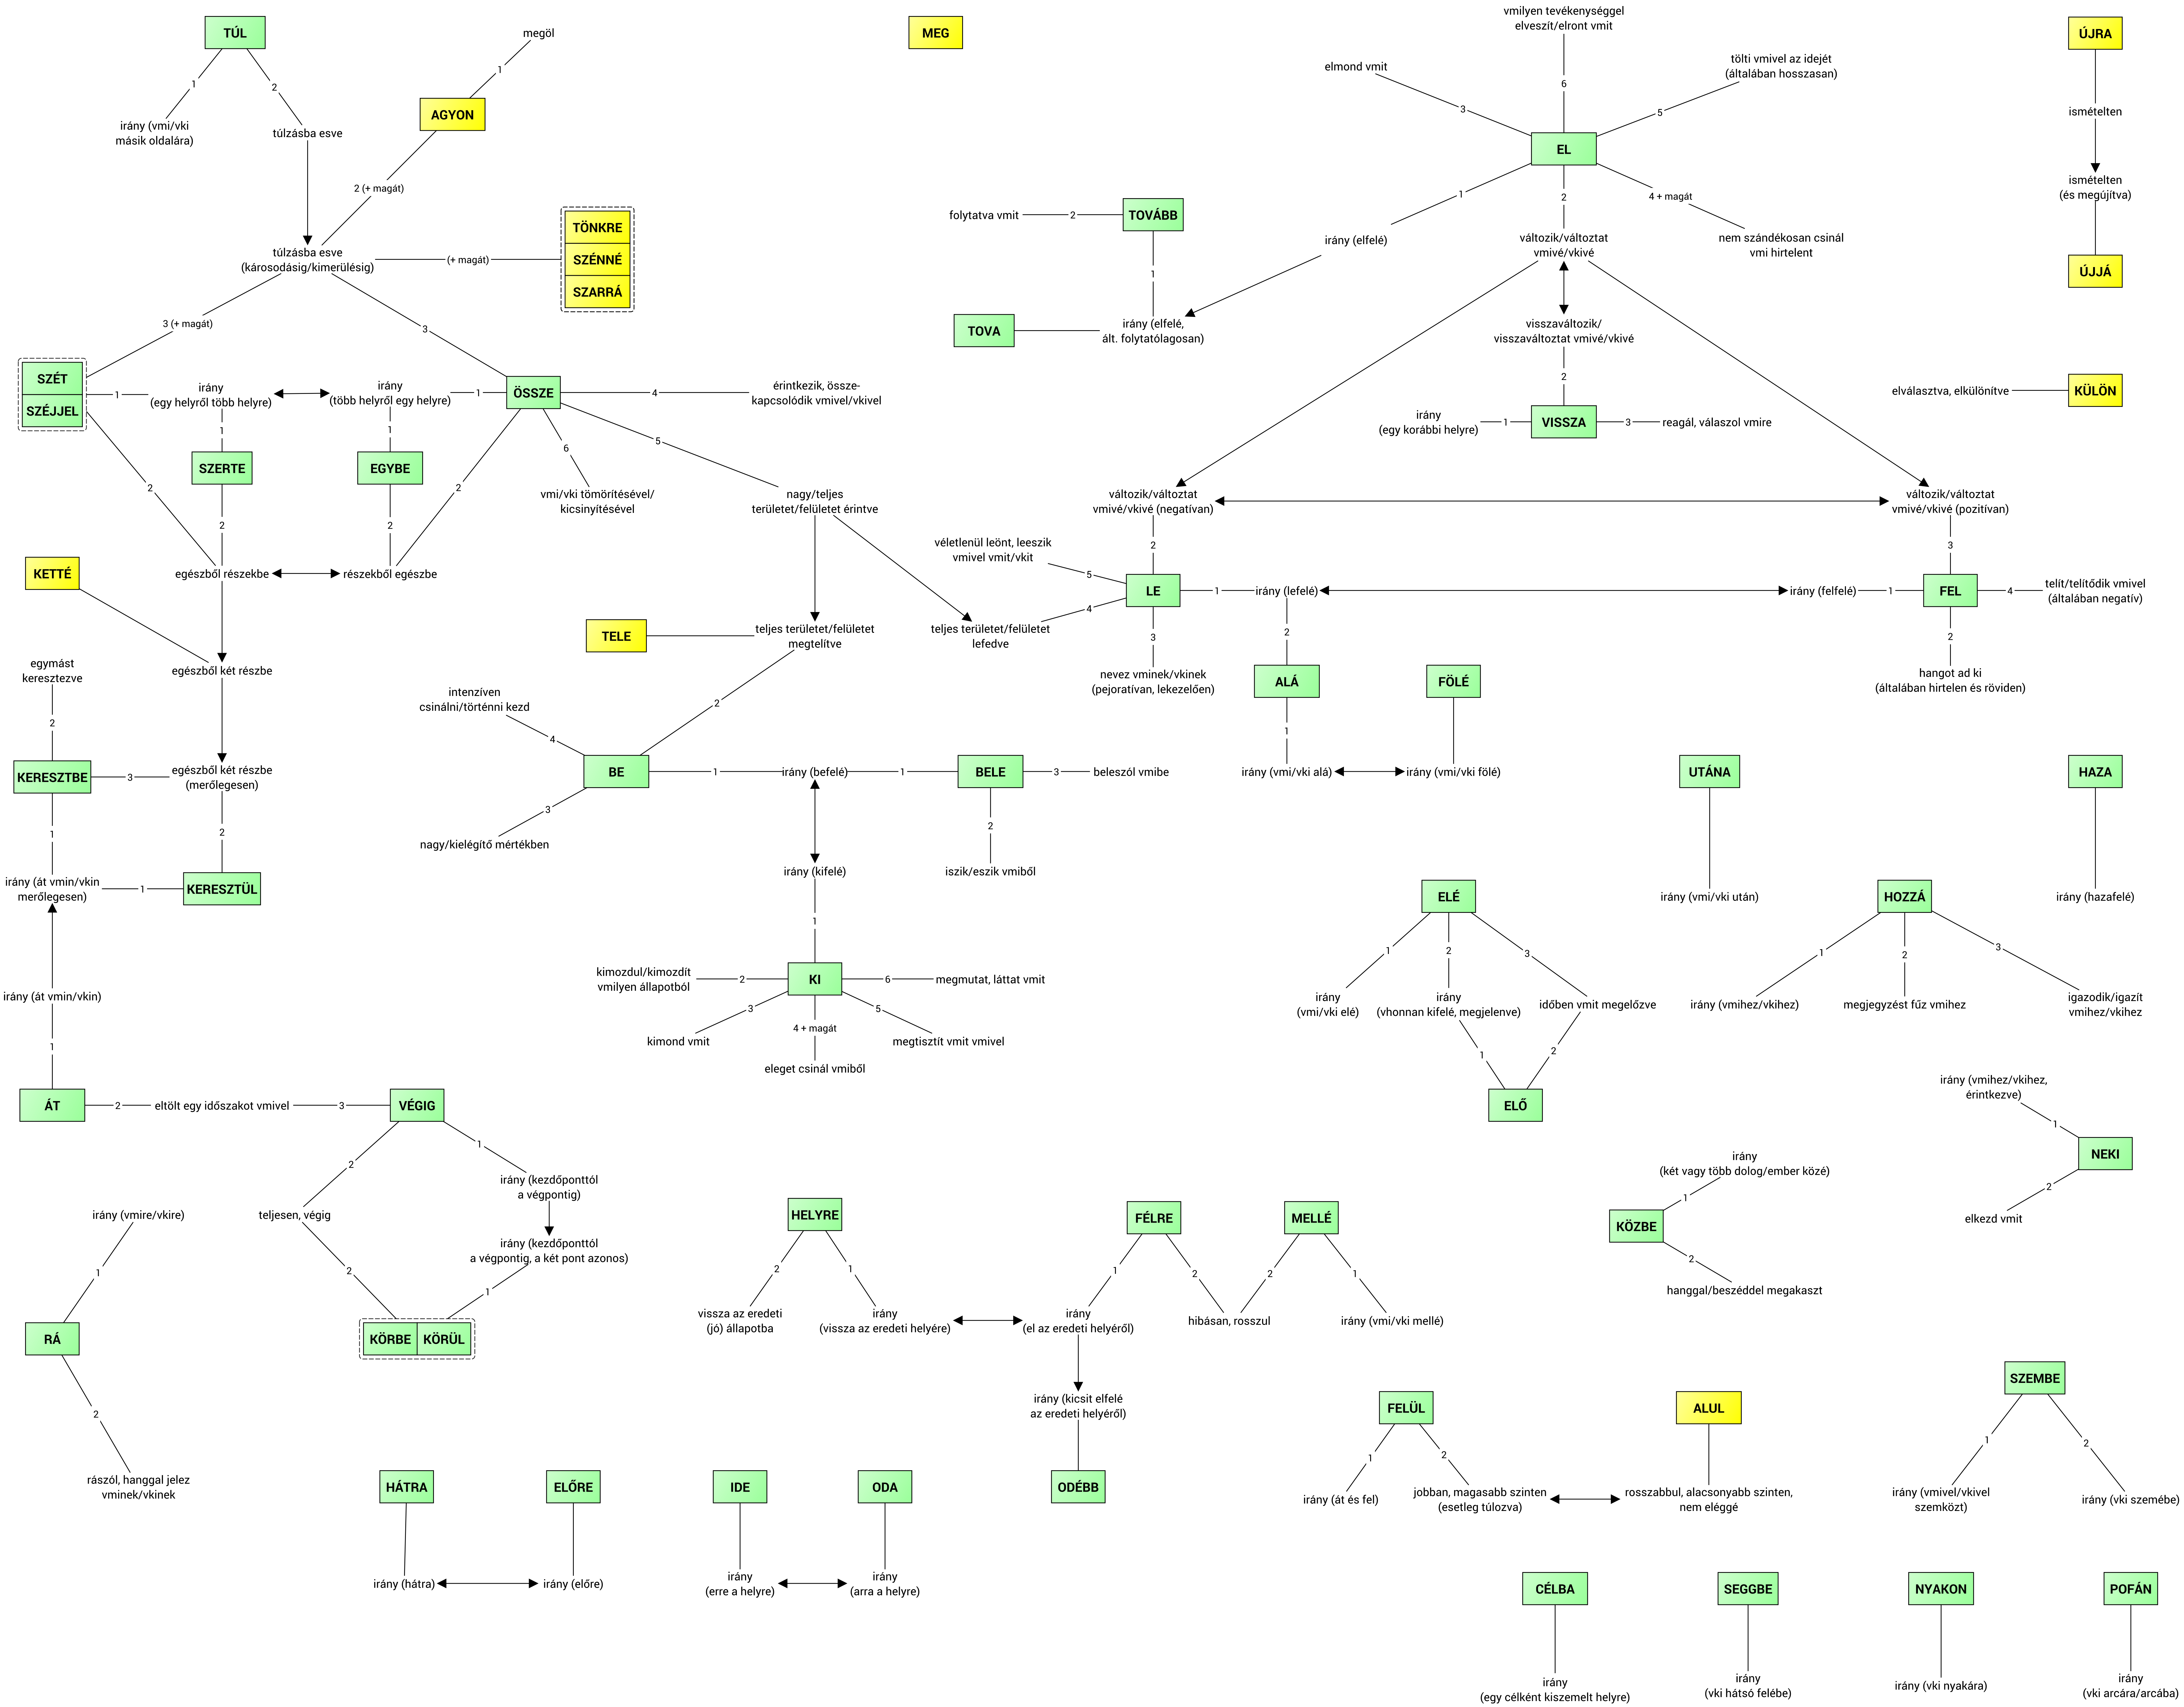 TÚL
1
2
irány (vmi/vki
másik oldalára)
túlzásba esve
megöl
1
AGYON
2 (+ magát)
túlzásba esve
(károsodásig/kimerülésig)
(+ magát)
TÖNKRE
SZÉNNÉ
SZARRÁ
3 (+ magát)
3
SZÉT
SZÉJJEL
1
irány
(egy helyről több helyre)
irány
(több helyről egy helyre)
1
ÖSSZE
4
érintkezik, össze-
kapcsolódik vmivel/vkivel
1
1
SZERTE
EGYBE
6
5
2
2
2
2
vmi/vki tömörítésével/
kicsinyítésével
nagy/teljes
területet/felületet érintve
KETTÉ
egészből részekbe
részekből egészbe
TELE
teljes területet/felületet
megtelítve
teljes területet/felületet
lefedve
egymást
keresztezve
egészből két részbe
2
KERESZTBE
3
egészből két részbe
(merőlegesen)
1
2
irány (át vmin/vkin
merőlegesen)
1
KERESZTÜL
irány (át vmin/vkin)
1
ÁT
2
eltölt egy időszakot vmivel
3
VÉGIG
2
1
irány (kezdőponttól
a végpontig)
teljesen, végig
irány (kezdőponttól
a végpontig, a két pont azonos)
2
1
KÖRBE
KÖRÜL
irány (vmire/vkire)
1
RÁ
2
rászól, hanggal jelez
vminek/vkinek
intenzíven
csinálni/történni kezd
2
4
BE
1
irány (befelé)
1
BELE
3
beleszól vmibe
3
nagy/kielégítő mértékben
2
iszik/eszik vmiből
irány (kifelé)
1
kimozdul/kimozdít
vmilyen állapotból
2
KI
6
megmutat, láttat vmit
3
4 + magát
5
kimond vmit
eleget csinál vmiből
megtisztít vmit vmivel
MEG
vmilyen tevékenységgel
elveszít/elront vmit
6
elmond vmit
3
tölti vmivel az idejét
(általában hosszasan)
5
EL
1
2
4 + magát
irány (elfelé)
változik/változtat
vmivé/vkivé
nem szándékosan csinál
vmi hirtelent
folytatva vmit
2
TOVÁBB
1
TOVA
irány (elfelé,
ált. folytatólagosan)
visszaváltozik/
visszaváltoztat vmivé/vkivé
2
irány
(egy korábbi helyre)
1
VISSZA
3
reagál, válaszol vmire
változik/változtat
vmivé/vkivé (negatívan)
változik/változtat
vmivé/vkivé (pozitívan)
2
3
véletlenül leönt, leeszik
vmivel vmit/vkit
5
4
LE
1
irány (lefelé)
irány (felfelé)
1
FEL
4
telít/telítődik vmivel
(általában negatív)
3
2
2
nevez vminek/vkinek
(pejoratívan, lekezelően)
hangot ad ki
(általában hirtelen és röviden)
ALÁ
FÖLÉ
1
irány (vmi/vki alá)
irány (vmi/vki fölé)
ÚJRA
ismételten
ismételten
(és megújítva)
ÚJJÁ
elválasztva, elkülönítve
KÜLÖN
UTÁNA
irány (vmi/vki után)
HAZA
irány (hazafelé)
ELÉ
1
2
3
irány
(vmi/vki elé)
irány
(vhonnan kifelé, megjelenve)
időben vmit megelőzve
1
2
ELŐ
HOZZÁ
1
2
3
irány (vmihez/vkihez)
megjegyzést fűz vmihez
igazodik/igazít
vmihez/vkihez
irány (vmihez/vkihez,
érintkezve)
1
NEKI
2
elkezd vmit
irány
(két vagy több dolog/ember közé)
1
KÖZBE
2
hanggal/beszéddel megakaszt
HELYRE
2
1
vissza az eredeti
(jó) állapotba
irány
(vissza az eredeti helyére)
FÉLRE
1
2
irány
(el az eredeti helyéről)
MELLÉ
2
1
hibásan, rosszul
irány (vmi/vki mellé)
irány (kicsit elfelé
az eredeti helyéről)
ODÉBB
FELÜL
1
2
irány (át és fel)
jobban, magasabb szinten
(esetleg túlozva)
ALUL
rosszabbul, alacsonyabb szinten,
nem eléggé
SZEMBE
1
2
irány (vmivel/vkivel
szemközt)
irány (vki szemébe)
HÁTRA
ELŐRE
irány (hátra)
irány (előre)
IDE
ODA
irány
(erre a helyre)
irány
(arra a helyre)
CÉLBA
irány
(egy célként kiszemelt helyre)
SEGGBE
irány
(vki hátsó felébe)
NYAKON
irány (vki nyakára)
POFÁN
irány
(vki arcára/arcába)